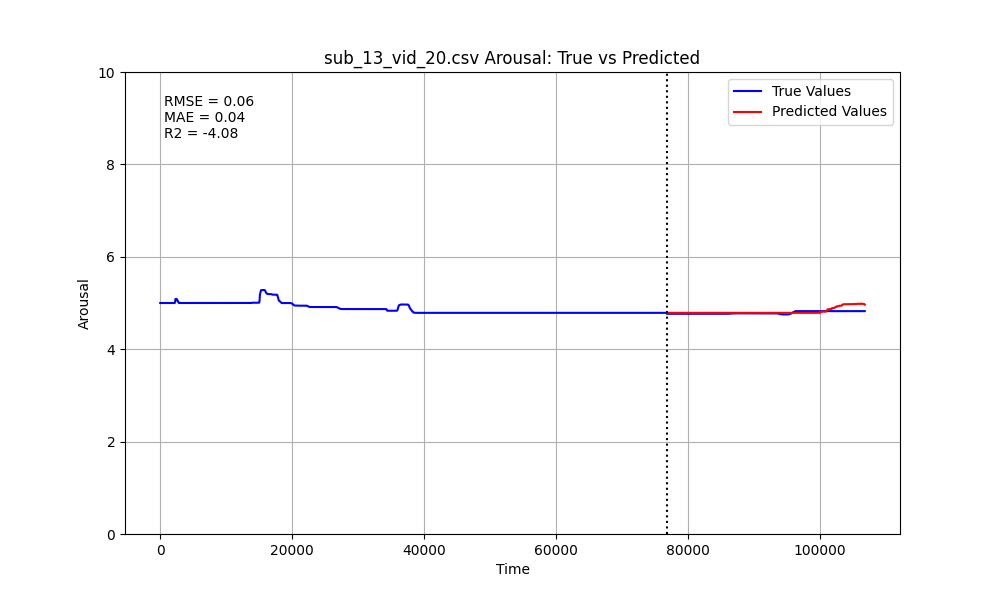 sub_13_vid_20.csv Arousal: True vs Predicted
10
8
6
4
2
0
Arousal
RMSE = 0.06
MAE = 0.04
R2 = -4.08
True Values
Predicted Values
0 20000 40000 60000 80000 100000
Time